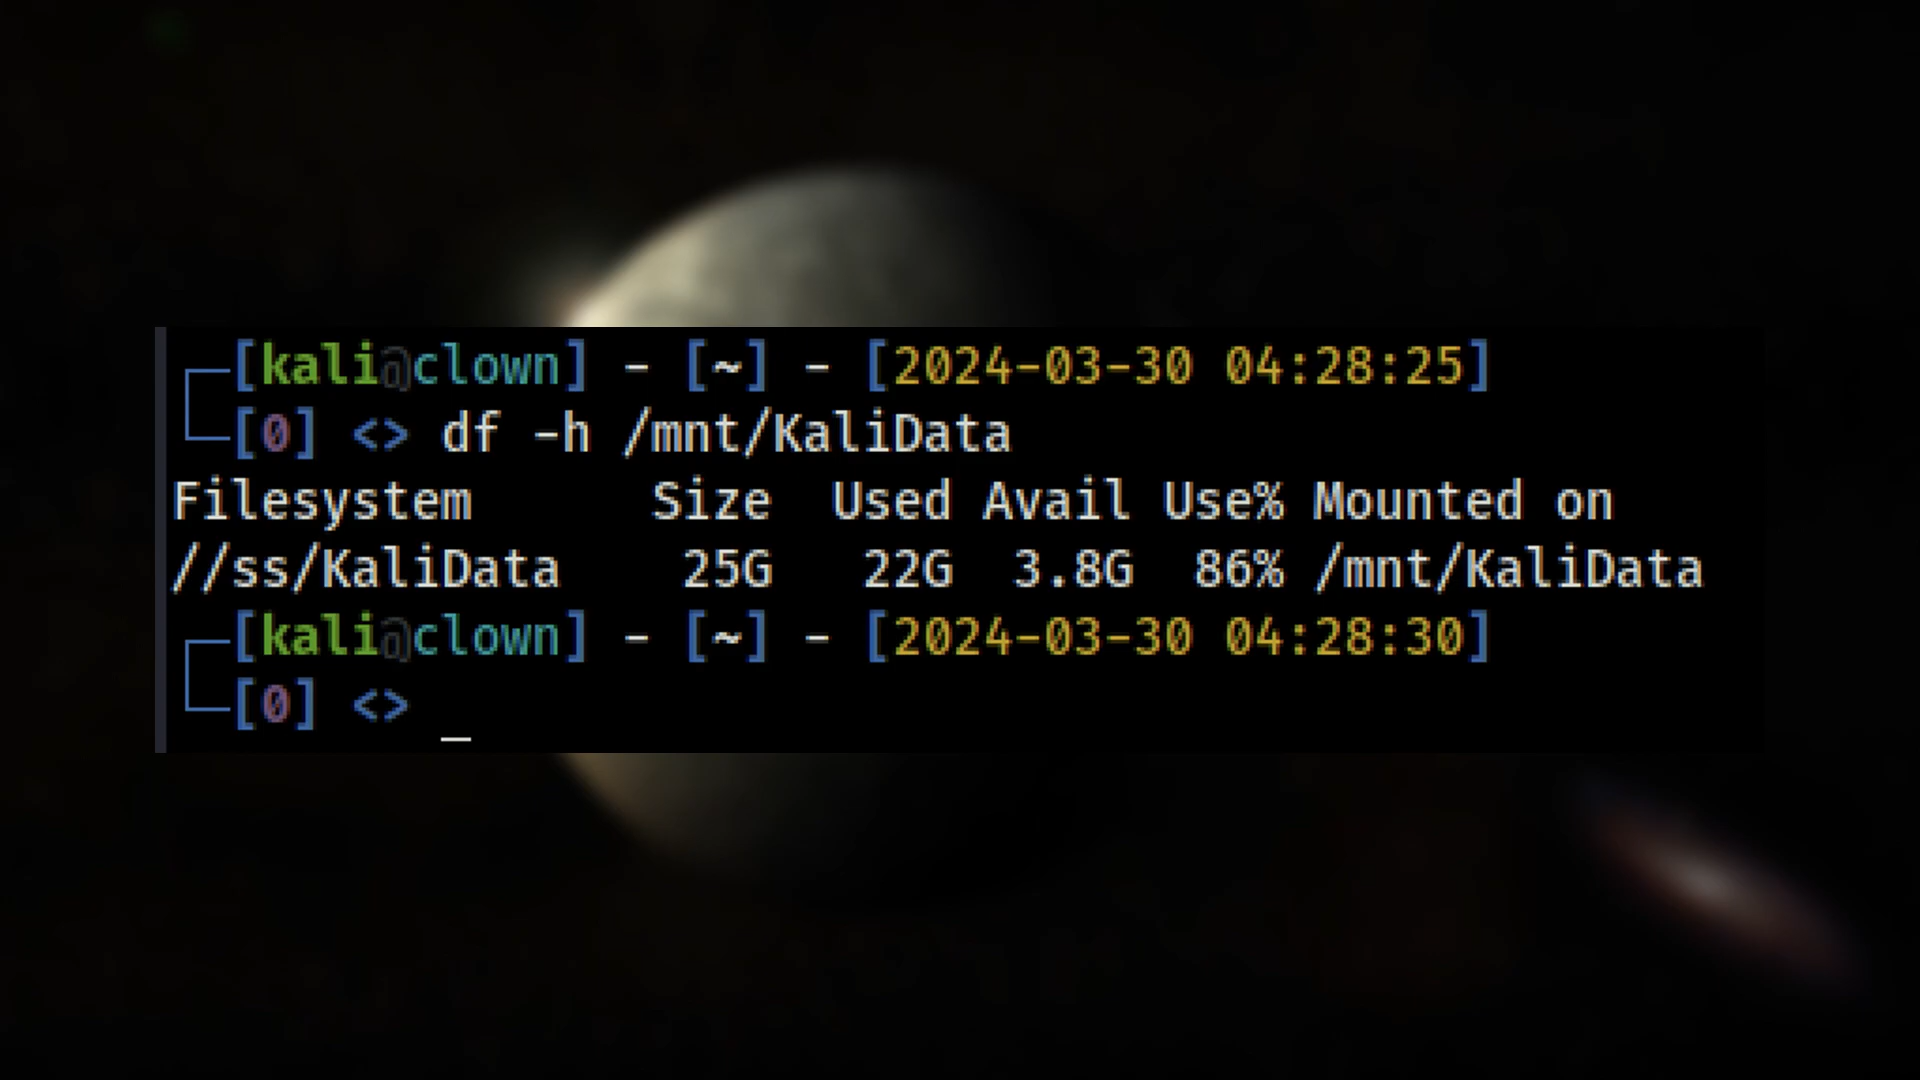 ┌─[kali@clown] - [~] - [2024-03-30 04:28:25]
└─[0] <> df -h /mnt/KaliData
Filesystem      Size  Used Avail Use% Mounted on
//ss/KaliData    25G   22G  3.8G  86% /mnt/KaliData
┌─[kali@clown] - [~] - [2024-03-30 04:28:30]
└─[0] <> _